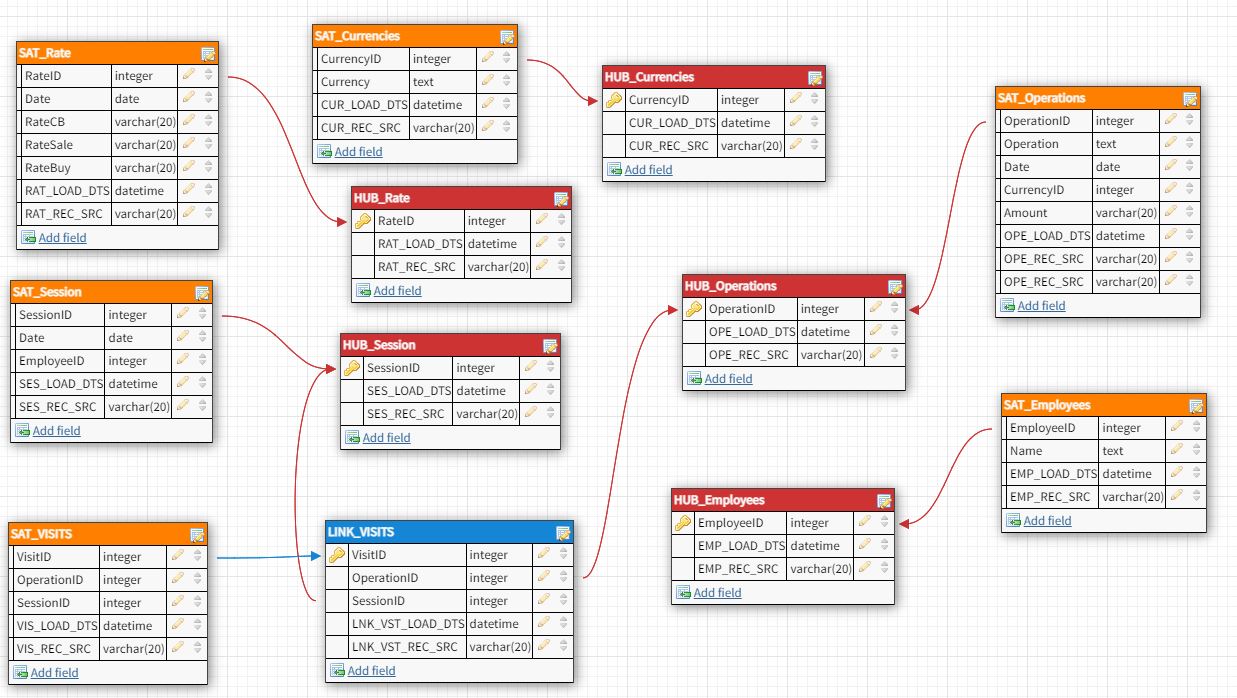 SAT_Rate
RateID integer
Date date
RateCB varchar(20)
RateSale varchar(20)
RateBuy varchar(20)
RAT_LOAD_DTS datetime
RAT_REC_SRC varchar(20)
Add field
SAT_Currencies
CurrencyID integer
Currency text
CUR_LOAD_DTS datetime
CUR_REC_SRC varchar(20)
Add field
HUB_Currencies
CurrencyID integer
CUR_LOAD_DTS datetime
CUR_REC_SRC varchar(20)
Add field
SAT_Operations
OperationID integer
Operation text
Date date
CurrencyID integer
Amount varchar(20)
OPE_LOAD_DTS datetime
OPE_REC_SRC varchar(20)
OPE_REC_SRC varchar(20)
Add field
HUB_Rate
RateID integer
RAT_LOAD_DTS datetime
RAT_REC_SRC varchar(20)
Add field
SAT_Session
SessionID integer
Date date
EmployeeID integer
SES_LOAD_DTS datetime
SES_REC_SRC varchar(20)
Add field
HUB_Session
SessionID integer
SES_LOAD_DTS datetime
SES_REC_SRC varchar(20)
Add field
HUB_Operations
OperationID integer
OPE_LOAD_DTS datetime
OPE_REC_SRC varchar(20)
Add field
SAT_Employees
EmployeeID integer
Name text
EMP_LOAD_DTS datetime
EMP_REC_SRC varchar(20)
Add field
HUB_Employees
EmployeeID integer
EMP_LOAD_DTS datetime
EMP_REC_SRC varchar(20)
Add field
SAT_VISITS
VisitID integer
OperationID integer
SessionID integer
VIS_LOAD_DTS datetime
VIS_REC_SRC varchar(20)
Add field
LINK_VISITS
VisitID integer
OperationID integer
SessionID integer
LNK_VST_LOAD_DTS datetime
LNK_VST_REC_SRC varchar(20)
Add field